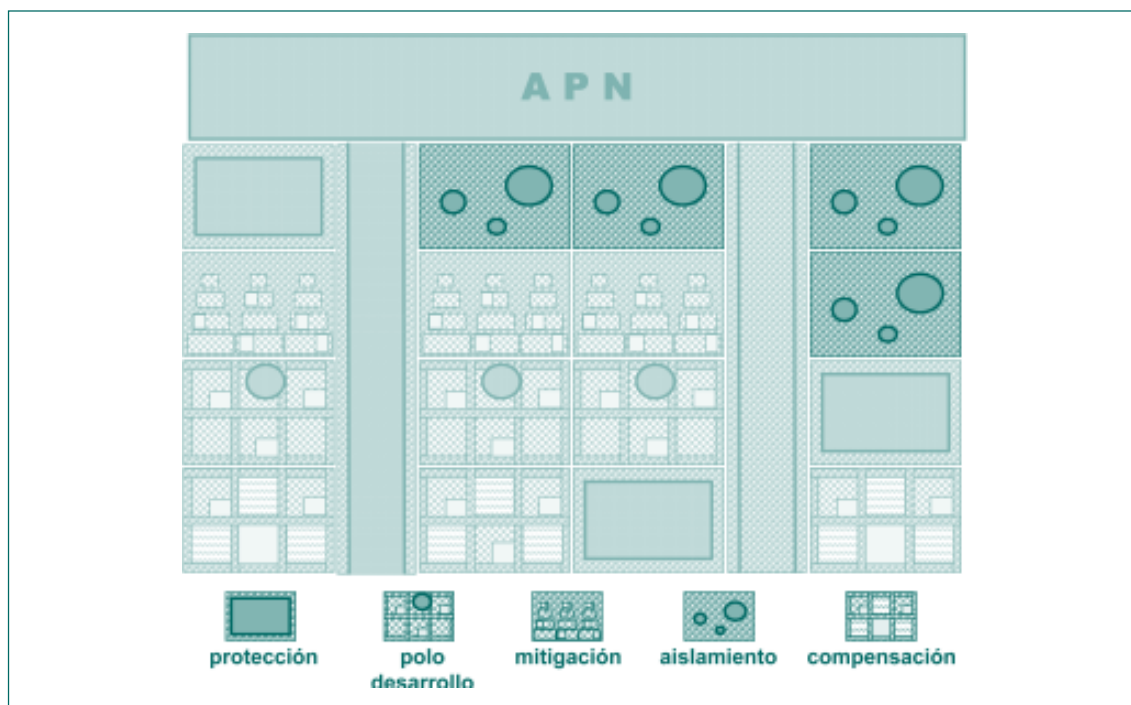 A P N
protección
polo
desarrollo
mitigación
aislamiento
compensación